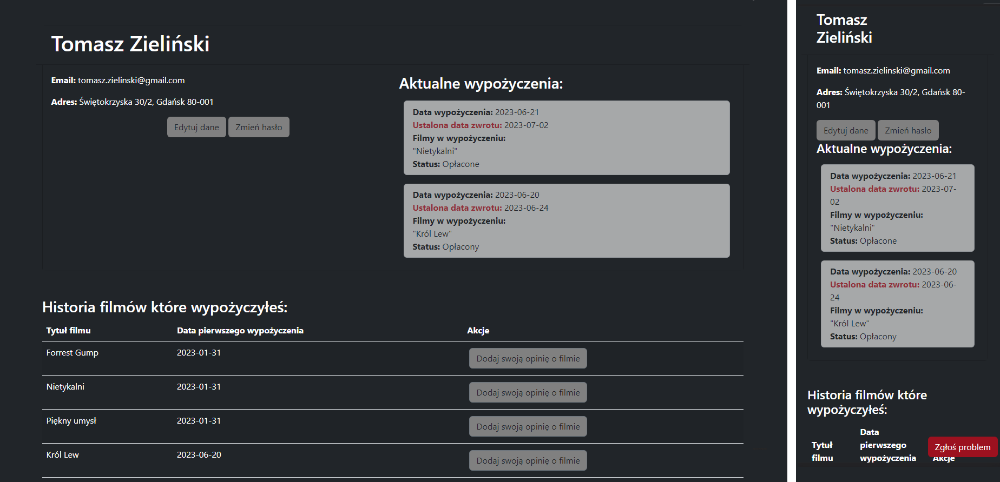 Tomasz Zieliński
Email: tomasz.zielinski@gmail.com
Adres: Świętokrzyska 30/2, Gdańsk 80-001
Edytuj dane
Zmień hasło
Aktualne wypożyczenia:
Data wypożyczenia: 2023-06-21
Ustalona data zwrotu: 2023-07-02
Filmy w wypożyczeniu:
"Nietykalni"
Status: Opłacone
Data wypożyczenia: 2023-06-20
Ustalona data zwrotu: 2023-06-24
Filmy w wypożyczeniu:
"Król Lew"
Status: Opłacony
Historia filmów które wypożyczyłeś:
Tytuł filmu Data pierwszego wypożyczenia Akcje
Forrest Gump 2023-01-31 Dodaj swoją opinię o filmie
Nietykalni 2023-01-31 Dodaj swoją opinię o filmie
Piękny umysł 2023-01-31 Dodaj swoją opinię o filmie
Król Lew 2023-06-20 Dodaj swoją opinię o filmie
Tomasz
Zieliński
Email: tomasz.zielinski@gmail.com
Adres: Świętokrzyska 30/2, Gdańsk 80-
001
Edytuj dane
Zmień hasło
Aktualne wypożyczenia:
Data wypożyczenia: 2023-06-21
Ustalona data zwrotu: 2023-07-
02
Filmy w wypożyczeniu:
"Nietykalni"
Status: Opłacone
Data wypożyczenia: 2023-06-20
Ustalona data zwrotu: 2023-06-
24
Filmy w wypożyczeniu:
"Król Lew"
Status: Opłacony
Historia filmów które
wypożyczyłeś:
Tytuł
filmu
Data
pierwszego
wypożyczenia
Akcje
Zgłoś problem